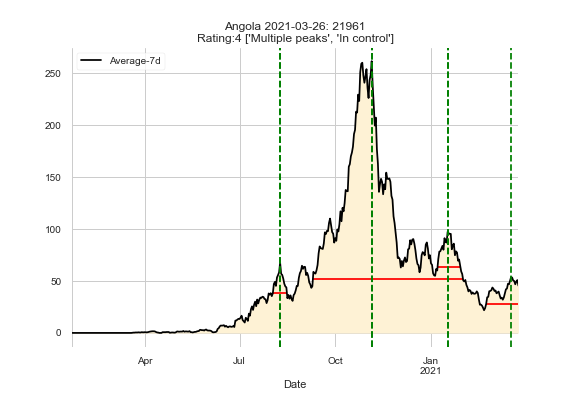 Angola 2021-03-26: 21961
Rating:4 ['Multiple peaks', 'In control']
Average-7d
250
200
150
100
50
0
Apr
Jul
Oct
Jan
2021
Date